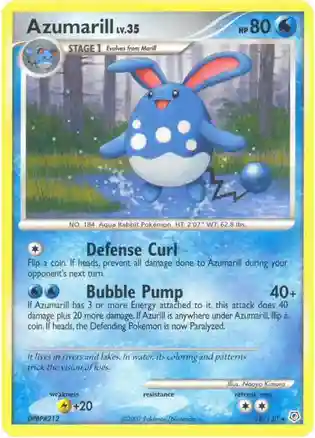 Azumarill LV.35
HP 80
STAGE 1 Evolves from Marill
NO. 184 Aqua Rabbit Pokémon. HT: 2'07" WT: 62.8 lbs.
Defense Curl
Flip a coin. If heads, prevent all damage done to Azumarill during your
opponent's next turn.
Bubble Pump 40+
If Azumarill has 3 or more Energy attached to it, this attack does 40
damage plus 20 more damage. If Azurill is anywhere under Azumarill, flip a
coin. If heads, the Defending Pokémon is now Paralyzed.
It lives in rivers and lakes. In water, its coloring and patterns
trick the vision of foes.
Illus. Naoyo Kimura
weakness
resistance
+20
DPBP#212
©2007 Pokémon/Nintendo